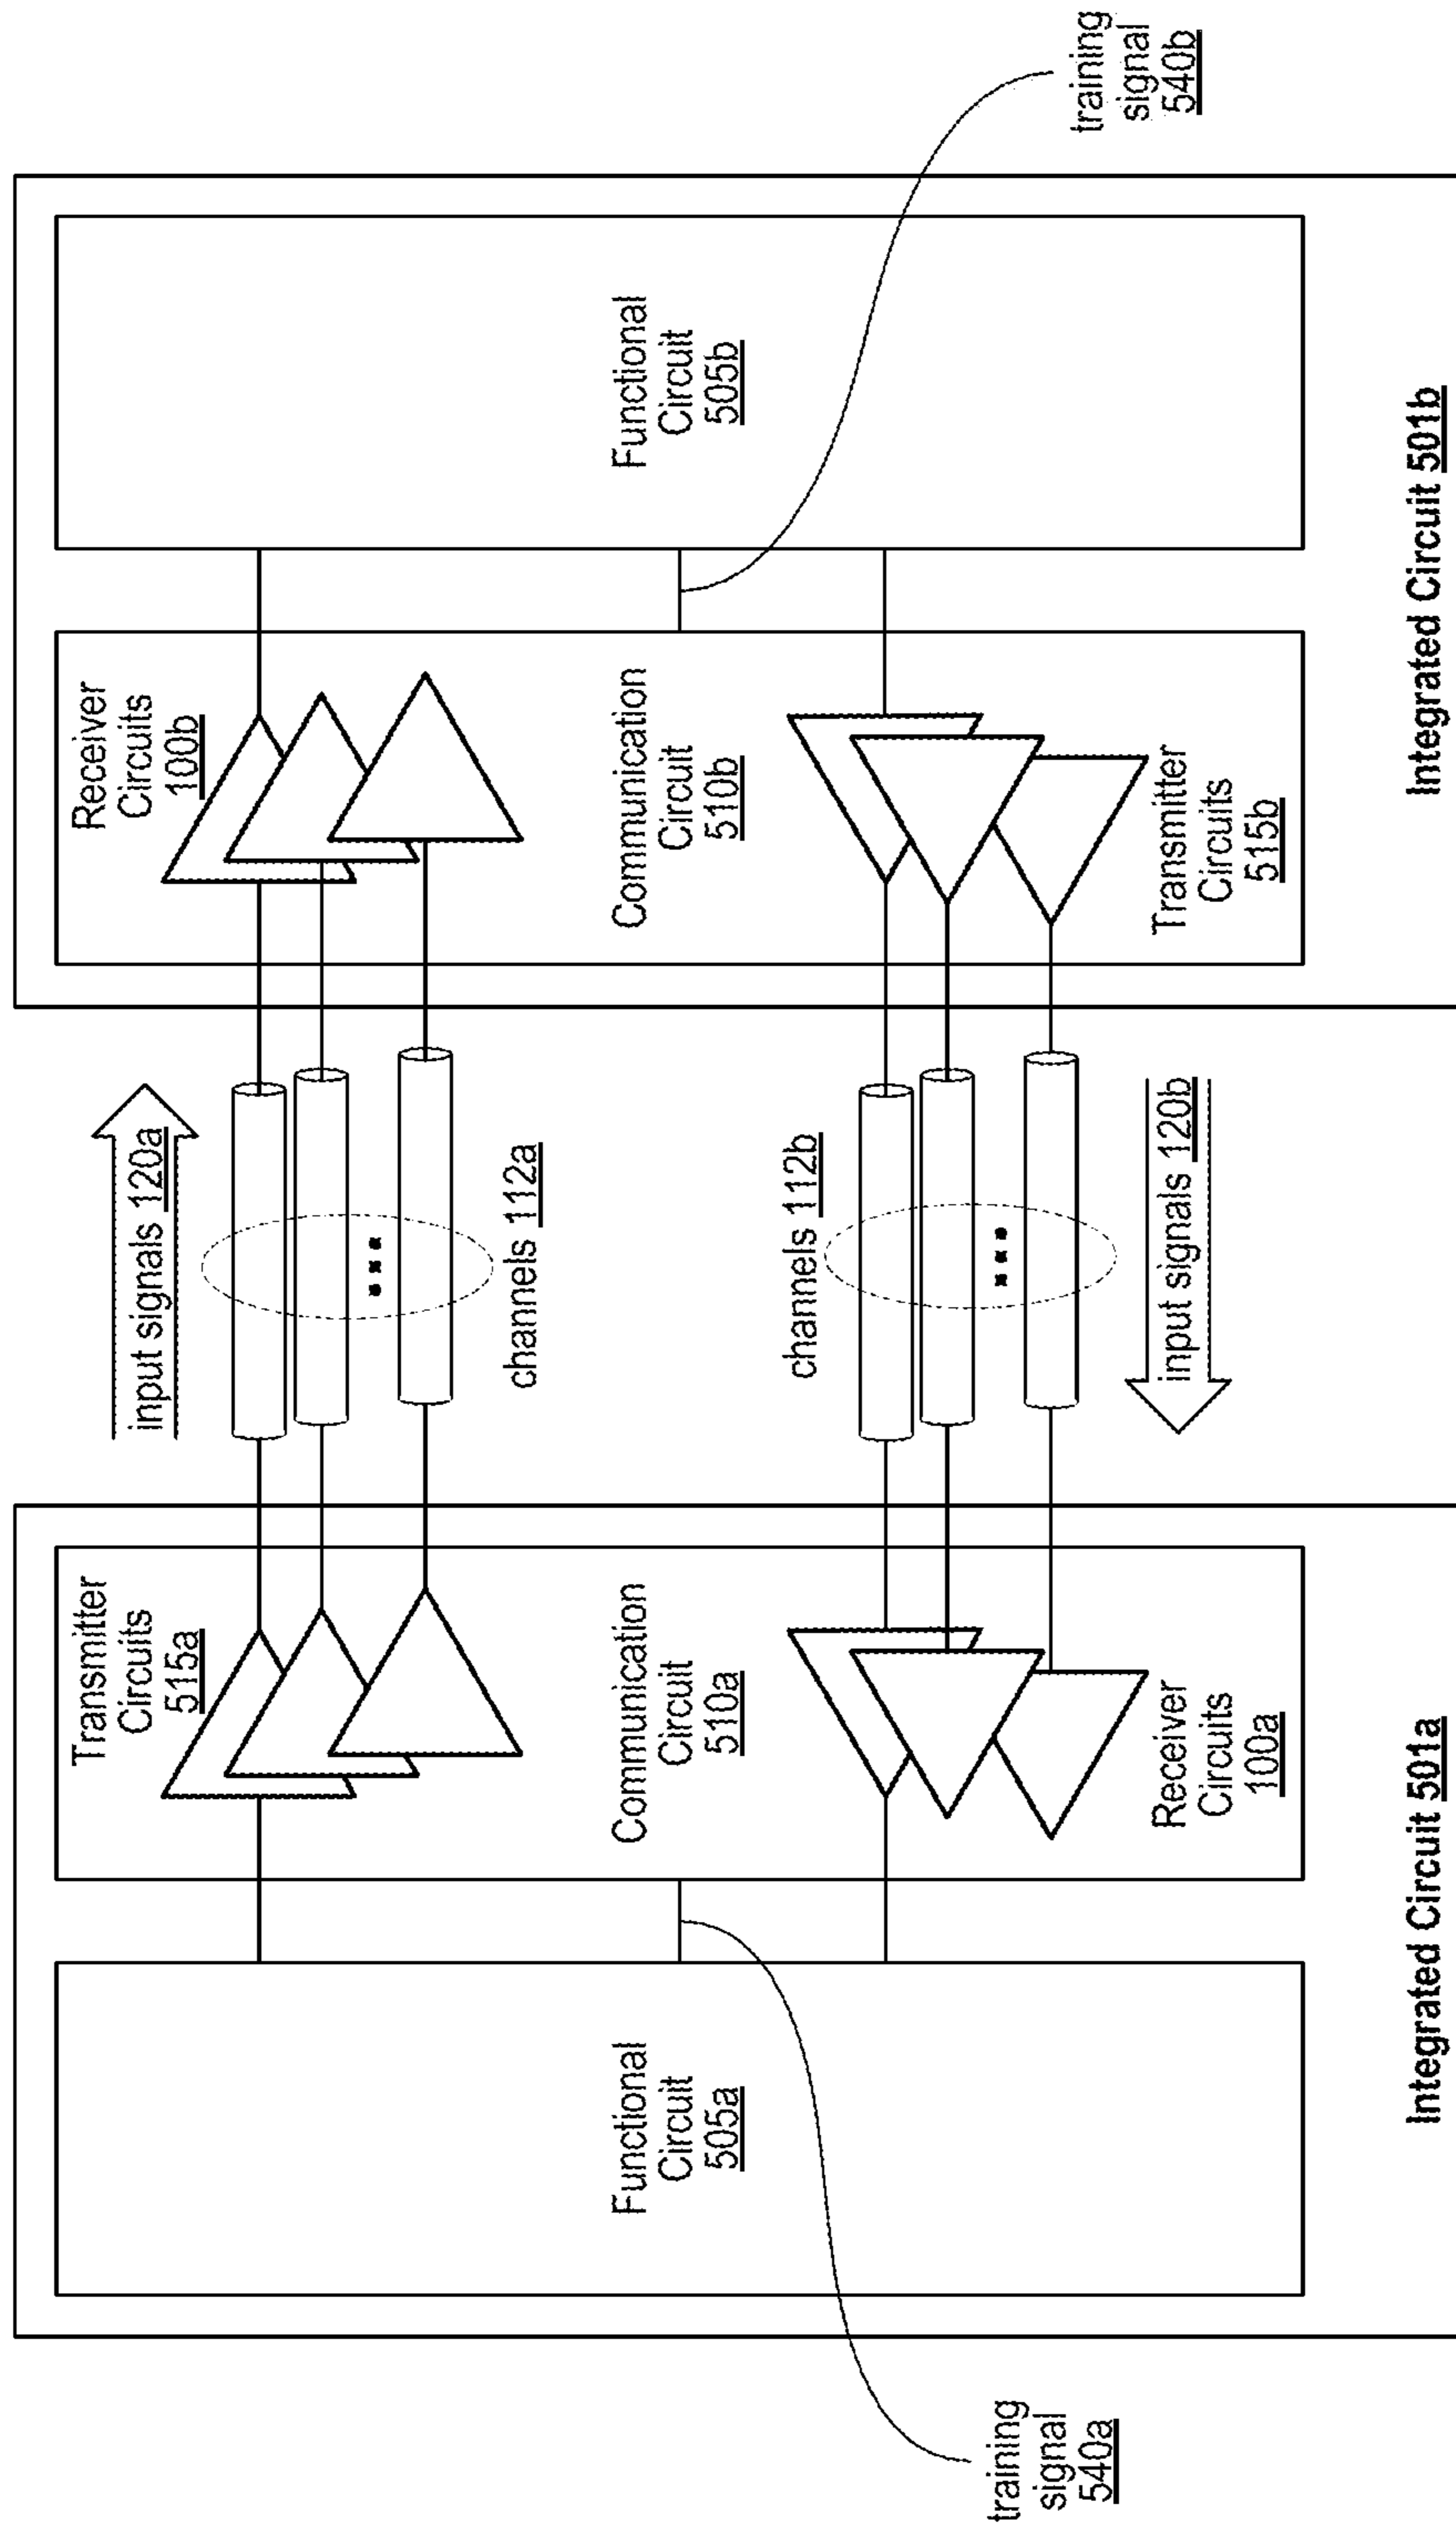 input signals 120a
input signals 120b
channels 112a
channels 112b
Transmitter
Circuits
515a
Communication
Circuit
510a
Receiver
Circuits
100a
Functional
Circuit
505a
training
signal
540a
Integrated Circuit 501a
Receiver
Circuits
100b
Communication
Circuit
510b
Transmitter
Circuits
515b
Functional
Circuit
505b
training
signal
540b
Integrated Circuit 501b